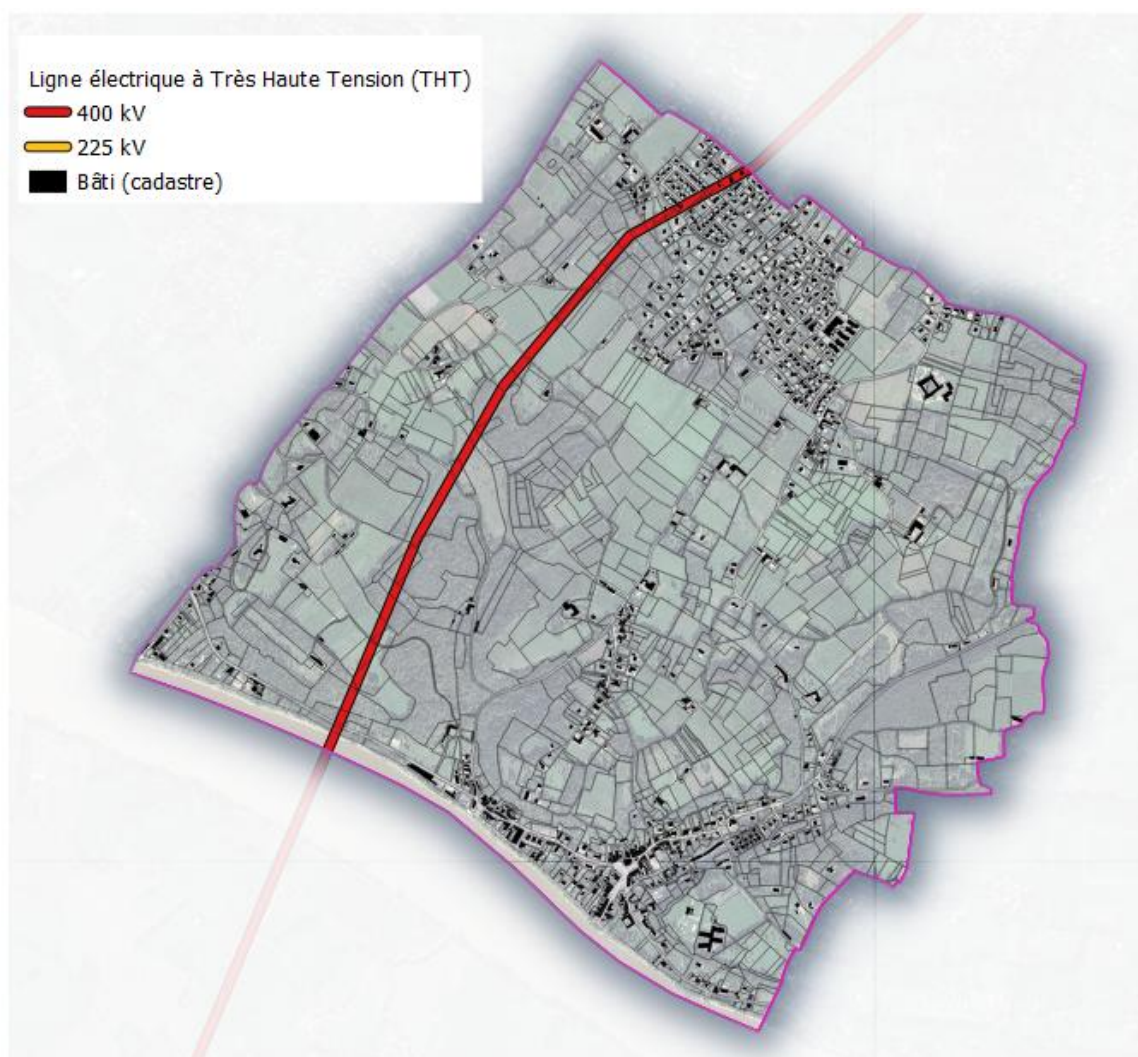 Ligne électrique à Très Haute Tension (THT)
400 kV
225 kV
Bâti (cadastre)